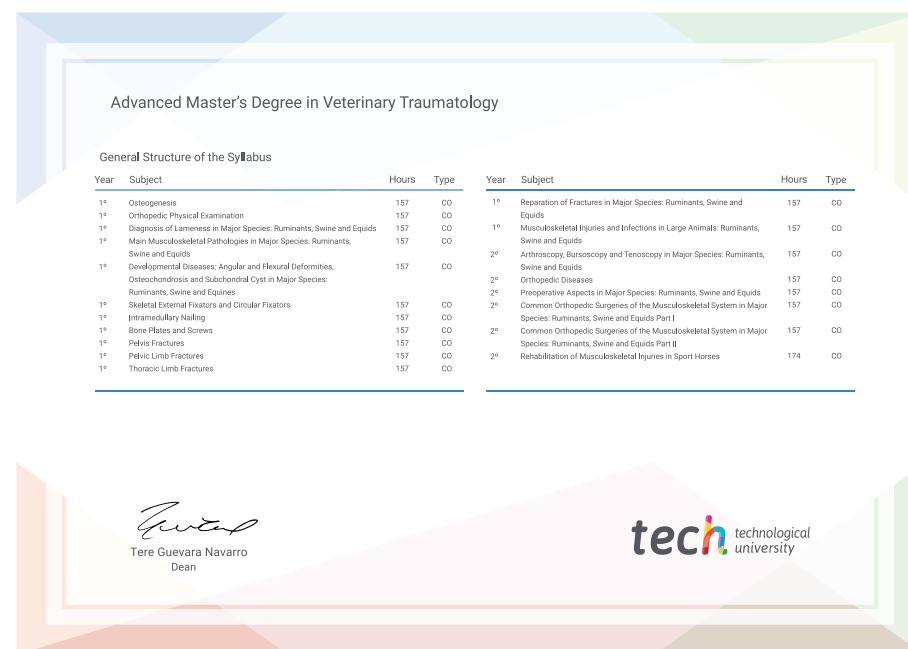 Advanced Master's Degree in Veterinary Traumatology
General Structure of the Syllabus
Year Subject Hours Type
1º Osteogenesis 157 CO
1º Orthopedic Physical Examination 157 CO
1º Diagnosis of Lameness in Major Species: Ruminants, Swine and Equids 157 CO
1º Main Musculoskeletal Pathologies in Major Species: Ruminants, 157 CO
Swine and Equids
1º Developmental Diseases: Angular and Flexural Deformities, 157 CO
Osteochondrosis and Subchondral Cyst in Major Species:
Ruminants, Swine and Equines
1º Skeletal External Fixators and Circular Fixators 157 CO
1º Intramedullary Nailing 157 CO
1º Bone Plates and Screws 157 CO
1º Pelvis Fractures 157 CO
1º Pelvic Limb Fractures 157 CO
1º Thoracic Limb Fractures 157 CO
Year Subject Hours Type
1º Reparation of Fractures in Major Species: Ruminants, Swine and 157 CO
Equids
1º Musculoskeletal Injuries and Infections in Large Animals: Ruminants, 157 CO
Swine and Equids
2º Arthroscopy, Bursoscopy and Tenoscopy in Major Species: Ruminants, 157 CO
Swine and Equids
2º Orthopedic Diseases 157 CO
2º Preoperative Aspects in Major Species: Ruminants, Swine and Equids 157 CO
2º Common Orthopedic Surgeries of the Musculoskeletal System in Major 157 CO
Species: Ruminants, Swine and Equids Part I
2º Common Orthopedic Surgeries of the Musculoskeletal System in Major 157 CO
Species: Ruminants, Swine and Equids Part II
2º Rehabilitation of Musculoskeletal Injuries in Sport Horses 174 CO
Tere Guevara Navarro
Dean
tech technological
university